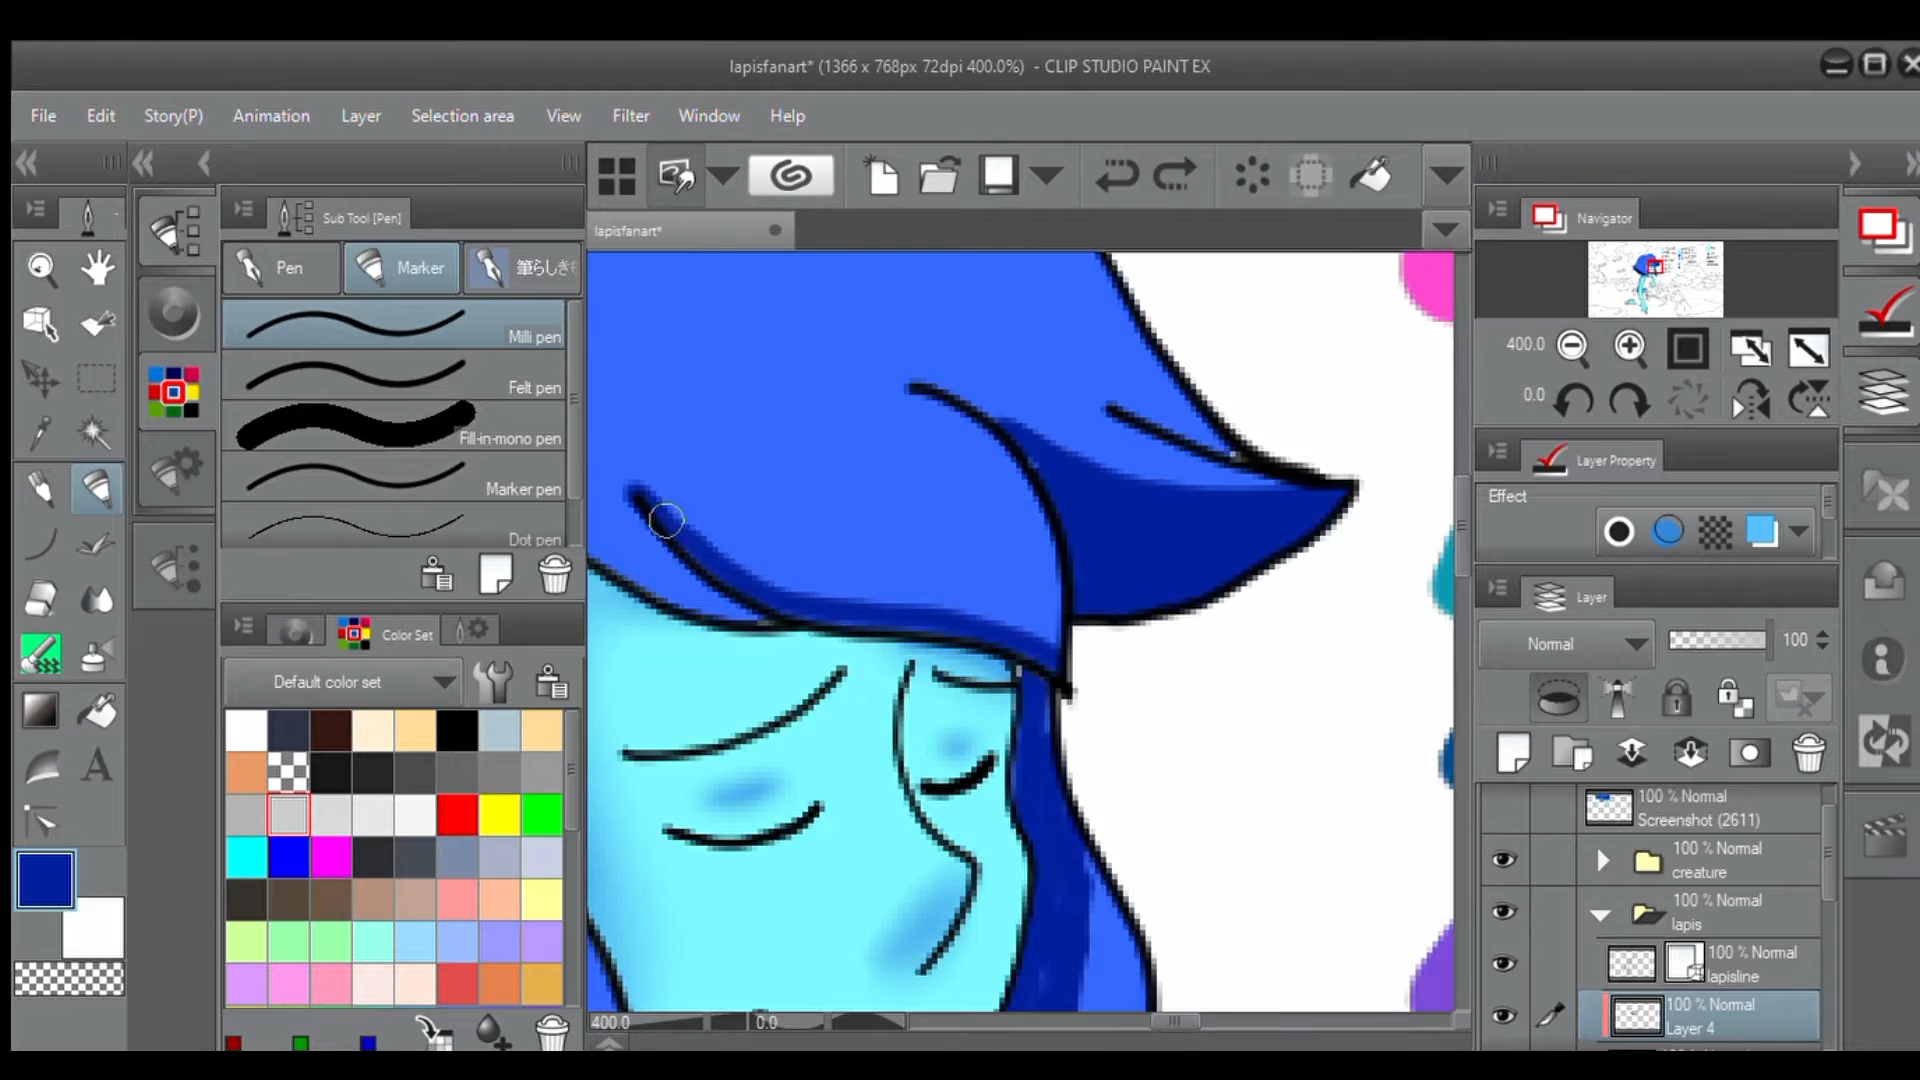 lapisfanart* (1366 x 768px 72dpi 400.0%) - CLIP STUDIO PAINT EX
File Edit Story(P) Animation Layer Selection area View Filter Window Help
Sub Tool [Pen]
lapisfanart*
Navigator
Pen Marker
Milli pen
Felt pen
Fill-in-mono pen
Marker pen
Dot pen
400.0
0.0
Layer Property
Effect
Layer
Color Set
Normal 100
Default color set
100 % Normal
Screenshot (2611)
100 % Normal
creature
100 % Normal
lapis
100 % Normal
lapisline
100 % Normal
Layer 4
A
400.0 0.0